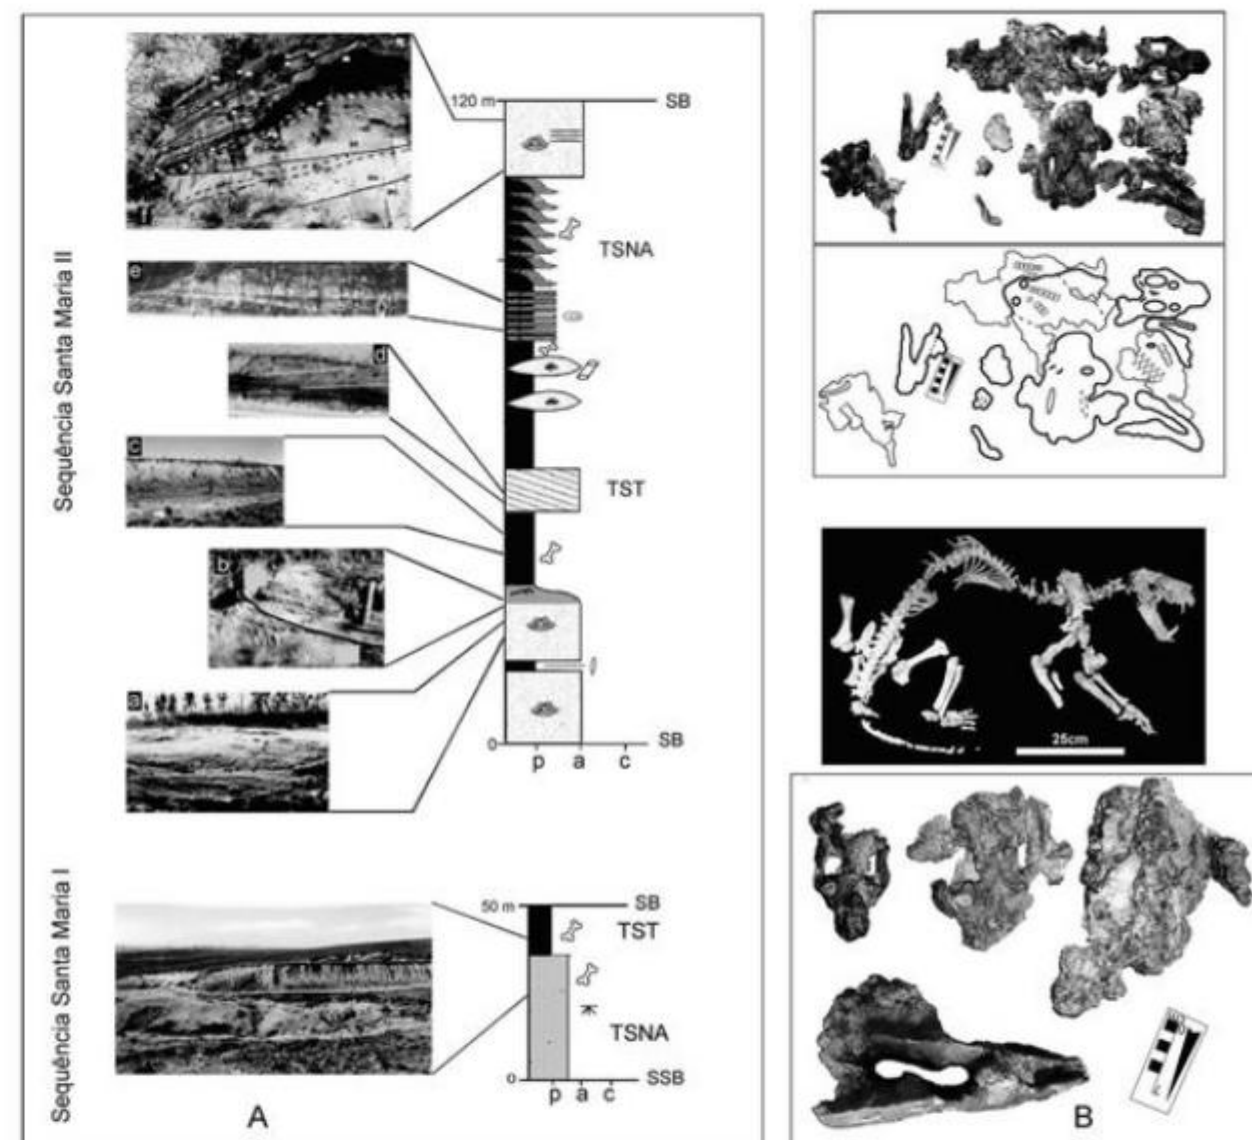 Sequência Santa Maria II
120 m
SB
TSNA
e
d
c
TST
b
a
0
SB
p a c
Sequência Santa Maria I
50 m
SB
TST
TSNA
0
SSB
p a c
A
25cm
B